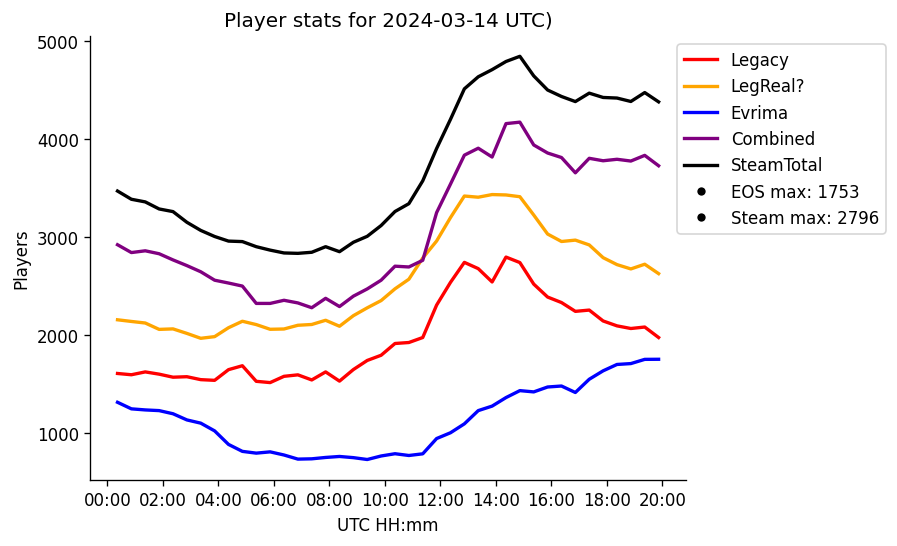 Player stats for 2024-03-14 UTC)
5000
4000
3000
2000
1000
Players
00:00 02:00 04:00 06:00 08:00 10:00 12:00 14:00 16:00 18:00 20:00
UTC HH:mm
Legacy
LegReal?
Evrima
Combined
SteamTotal
EOS max: 1753
Steam max: 2796